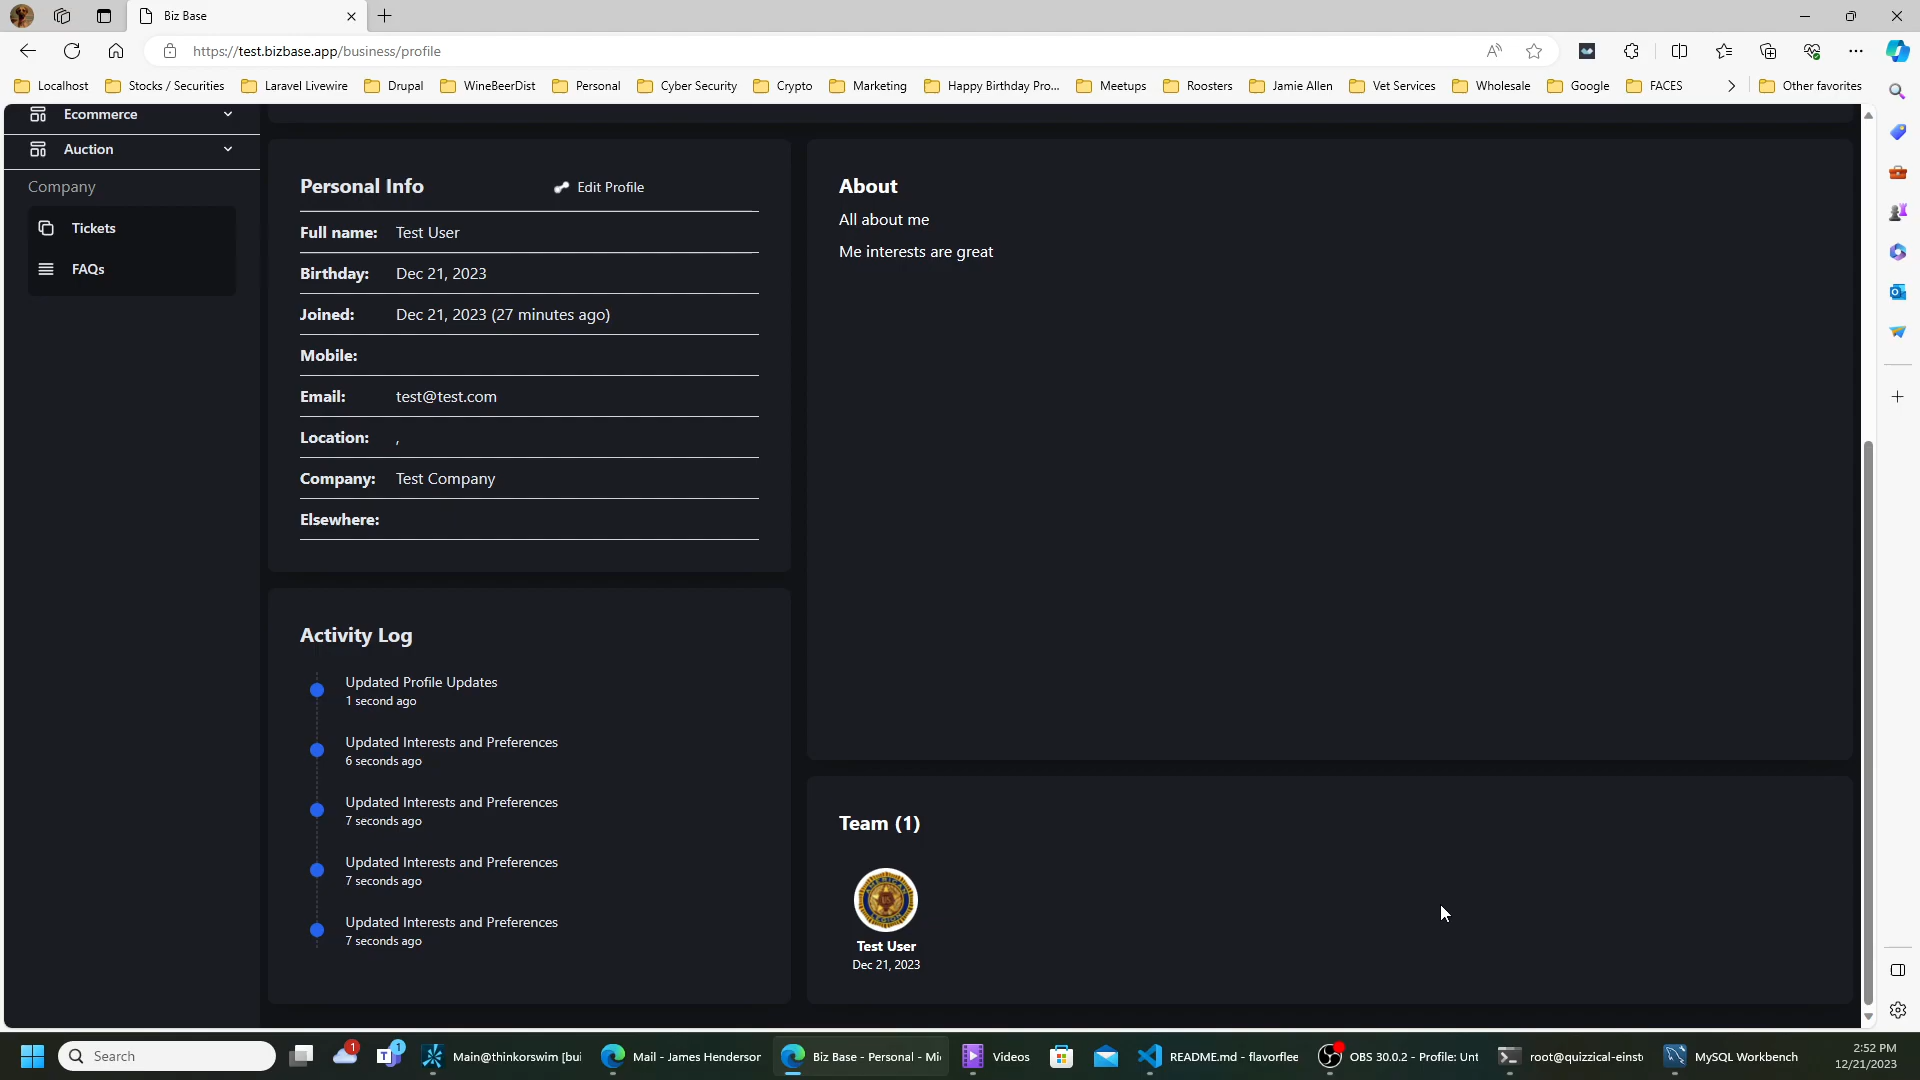 Biz Base
https://test.bizbase.app/business/profile
Localhost
Stocks / Securities
Laravel Livewire
Drupal
WineBeerDist
Personal
Cyber Security
Crypto
Marketing
Happy Birthday Pro...
Meetups
Roosters
Jamie Allen
Vet Services
Wholesale
Google
FACES
Other favorites
Ecommerce
Auction
Company
Tickets
FAQs
Personal Info
Edit Profile
Full name: Test User
Birthday: Dec 21, 2023
Joined: Dec 21, 2023 (27 minutes ago)
Mobile:
Email: test@test.com
Location: ,
Company: Test Company
Elsewhere:
Activity Log
Updated Profile Updates
1 second ago
Updated Interests and Preferences
6 seconds ago
Updated Interests and Preferences
7 seconds ago
Updated Interests and Preferences
7 seconds ago
Updated Interests and Preferences
7 seconds ago
About
All about me
Me interests are great
Team (1)
AMERICAN
LEGION
Test User
Dec 21, 2023
Search
1
1
Main@thinkorswim [bui
Mail - James Henderson
Biz Base - Personal - Mi
Videos
README.md - flavorflee
OBS 30.0.2 - Profile: Unt
root@quizzical-einst
MySQL Workbench
2:52 PM
12/21/2023